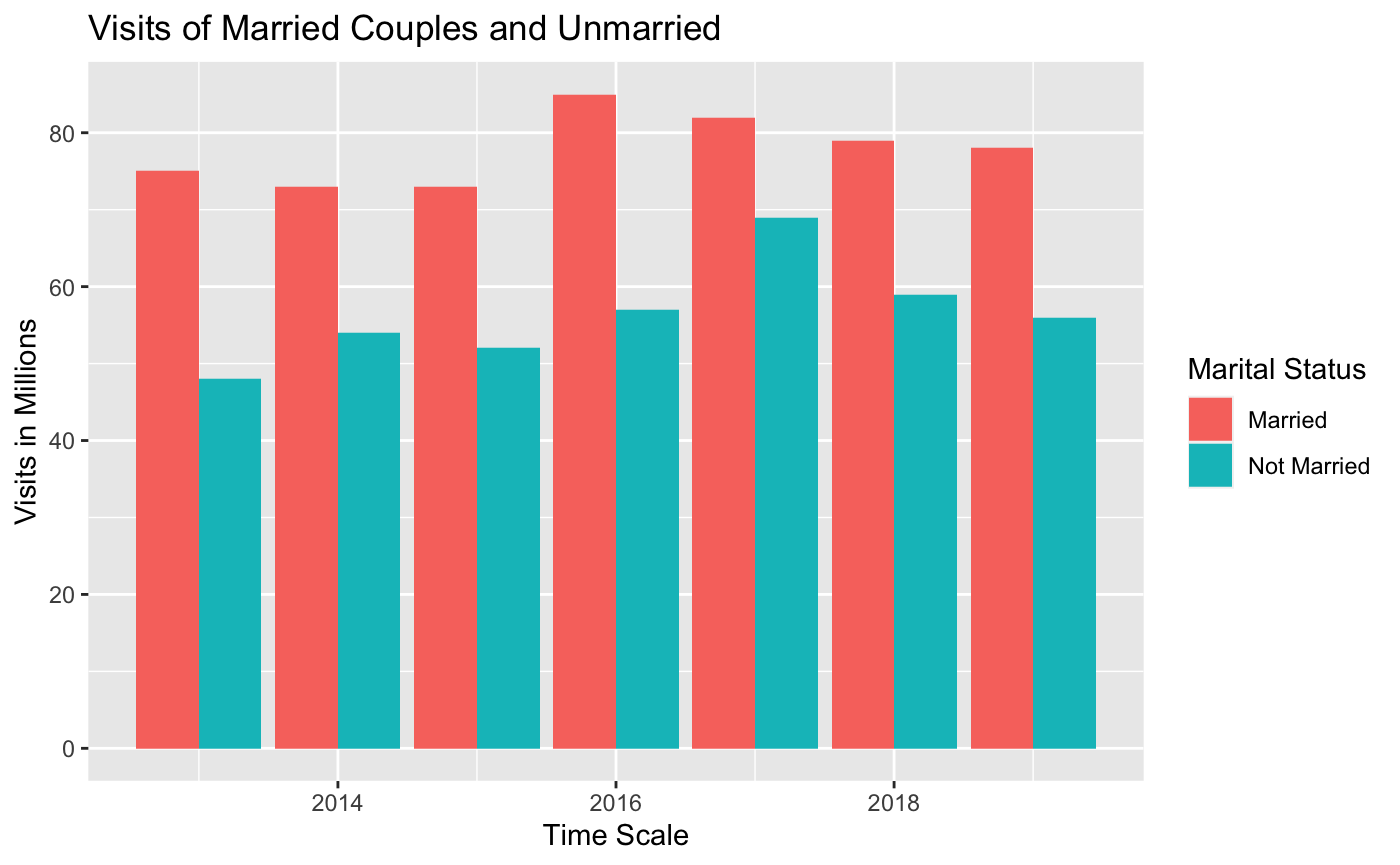 Visits of Married Couples and Unmarried
Visits in Millions
80
60
40
20
0
2014 2016 2018
Time Scale
Marital Status
Married
Not Married